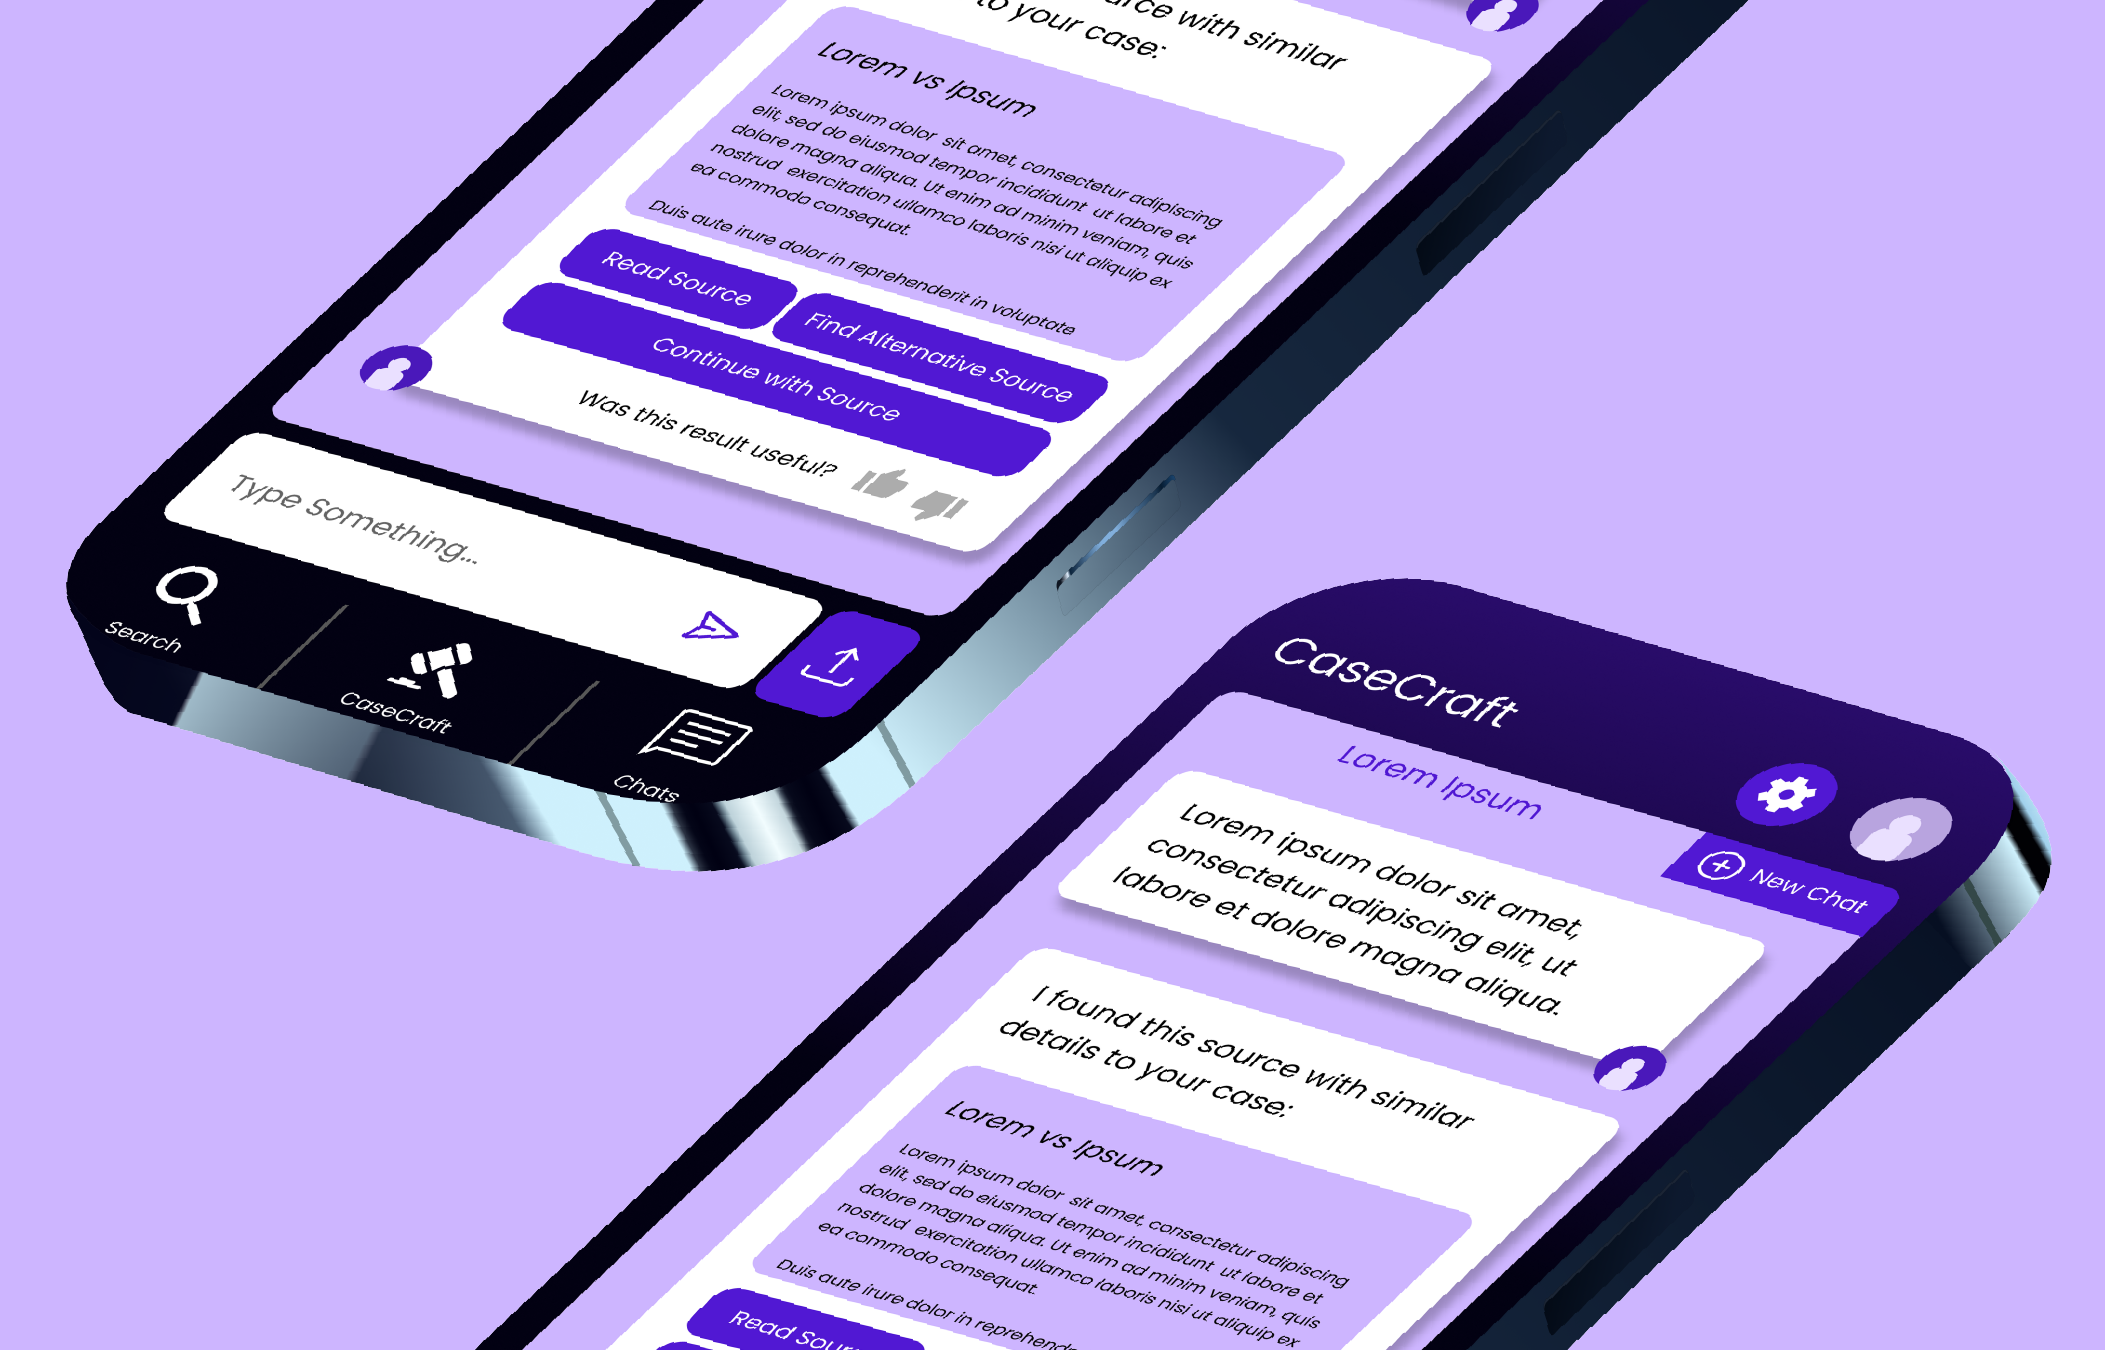 rce with similar
to your case:
Lorem vs Ipsum
Lorem ipsum dolor sit amet, consectetur adipiscing
elit, sed do eiusmod tempor incididunt ut labore et
dolore magna aliqua. Ut enim ad minim veniam, quis
nostrud exercitation ullamco laboris nisi ut aliquip ex
ea commodo consequat.
Duis aute irure dolor in reprehenderit in voluptate
Read Source
Find Alternative Source
Continue with Source
Was this result useful?
Type Something...
Search
CaseCraft
Chats
CaseCraft
Lorem Ipsum
New Chat
Lorem ipsum dolor sit amet,
consectetur adipiscing elit, ut
labore et dolore magna aliqua.
I found this source with similar
details to your case:
Lorem vs Ipsum
Lorem ipsum dolor sit amet, consectetur adipiscing
elit, sed do eiusmod tempor incididunt ut labore et
dolore magna aliqua. Ut enim ad minim veniam, quis
nostrud exercitation ullamco laboris nisi ut aliquip ex
ea commodo consequat.
Duis aute irure dolor in reprehend
Read Sour